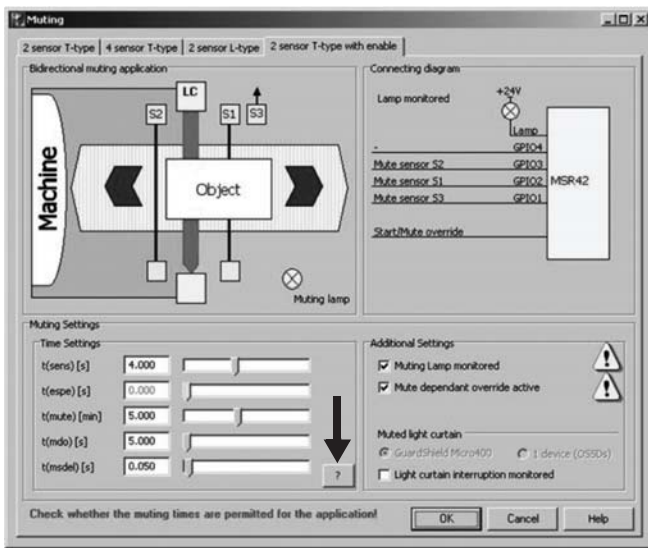 Muting
2 sensor T-type
4 sensor T-type
2 sensor L-type
2 sensor T-type with enable
Bidirectional muting application
LC
S2
S1
S3
Machine
Object
Muting lamp
Connecting diagram
Lamp monitored
+24V
Lamp
- GPIO4
Mute sensor S2 GPIO3
Mute sensor S1 GPIO2
Mute sensor S3 GPIO1
MSR42
Start/Mute override
Muting Settings
Time Settings
t(sens) [s] 4.000
t(espe) [s] 0.000
t(mute) [min] 5.000
t(mdo) [s] 5.000
t(msdel) [s] 0.050
?
Additional Settings
Muting Lamp monitored
Mute dependant override active
Muted light curtain
GuardShield Micro400
1 device (OSSDs)
Light curtain interruption monitored
Check whether the muting times are permitted for the application!
OK
Cancel
Help